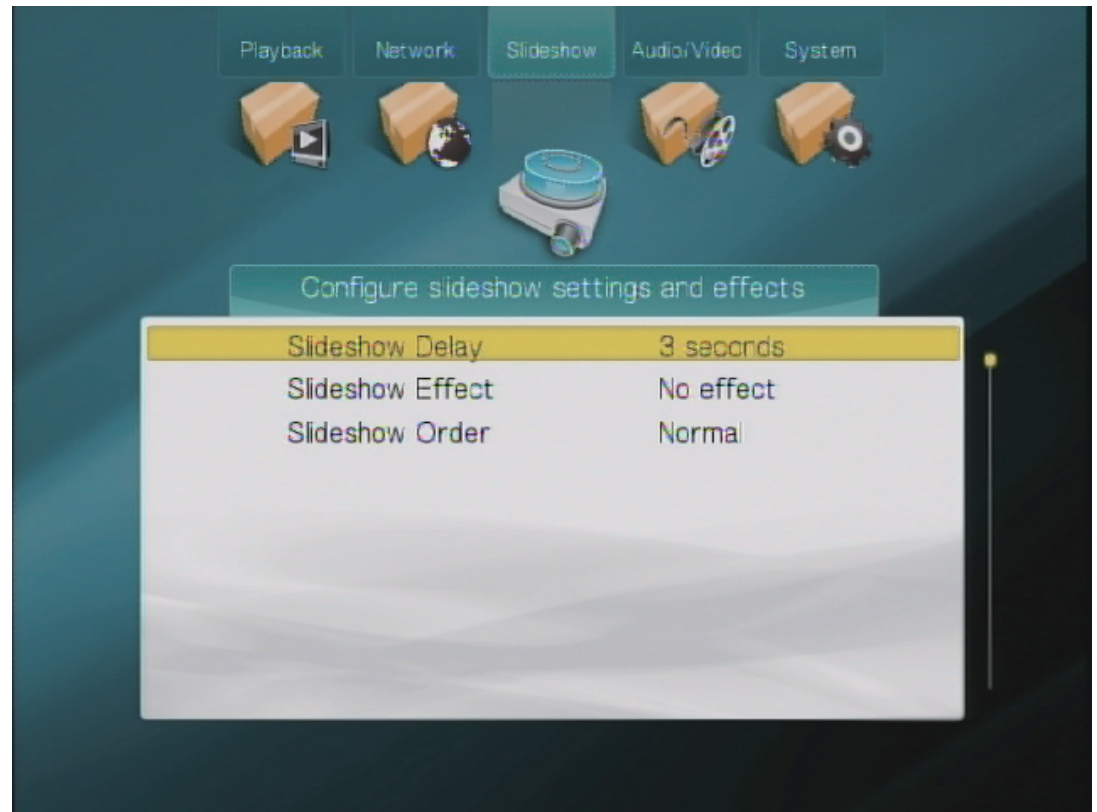 Playback Network Slideshow Audio/Video System
Configure slideshow settings and effects
Slideshow Delay 3 seconds
Slideshow Effect No effect
Slideshow Order Normal